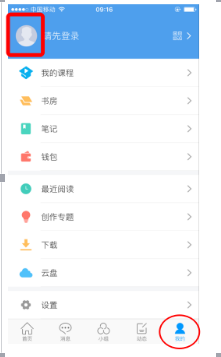 中国移动 09:16
请先登录
我的课程
书房
笔记
钱包
最近阅读
创作专题
下载
云盘
设置
首页 消息 小组 动态 我的